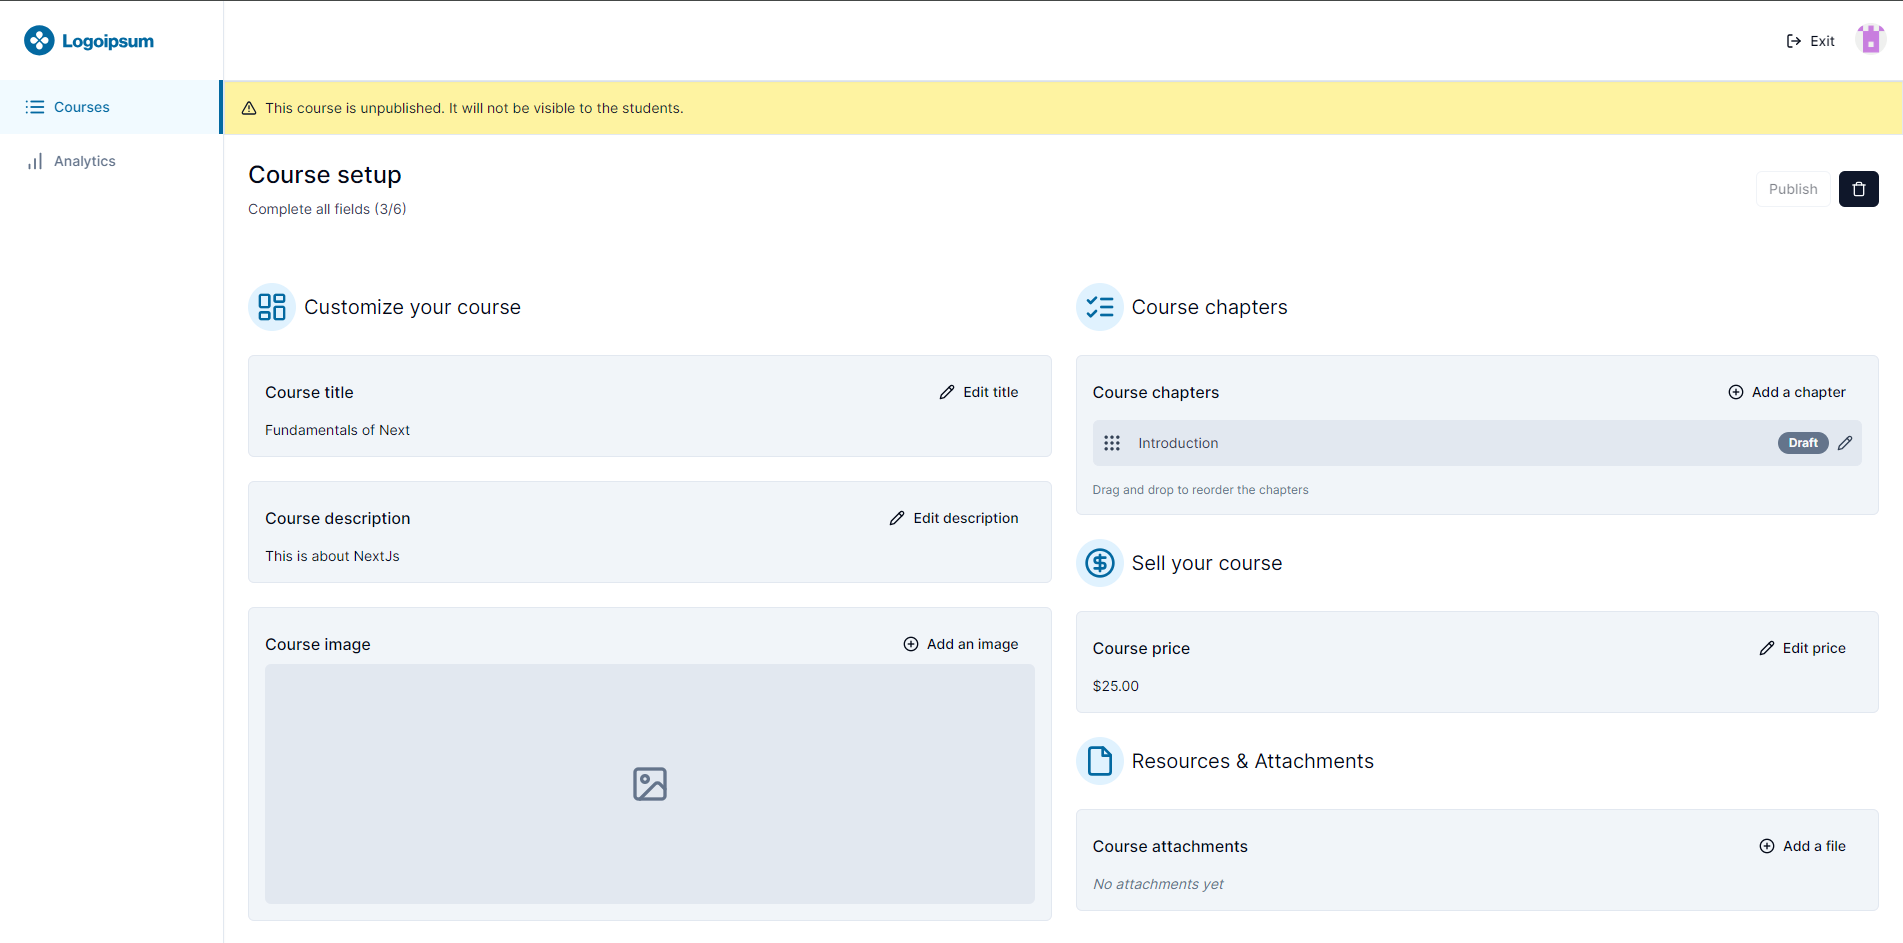 Logoipsum
Exit
Courses
Analytics
This course is unpublished. It will not be visible to the students.
Course setup
Complete all fields (3/6)
Publish
Customize your course
Course title
Edit title
Fundamentals of Next
Course description
Edit description
This is about NextJs
Course image
Add an image
Course chapters
Course chapters
Add a chapter
Introduction
Draft
Drag and drop to reorder the chapters
Sell your course
Course price
Edit price
$25.00
Resources & Attachments
Course attachments
Add a file
No attachments yet